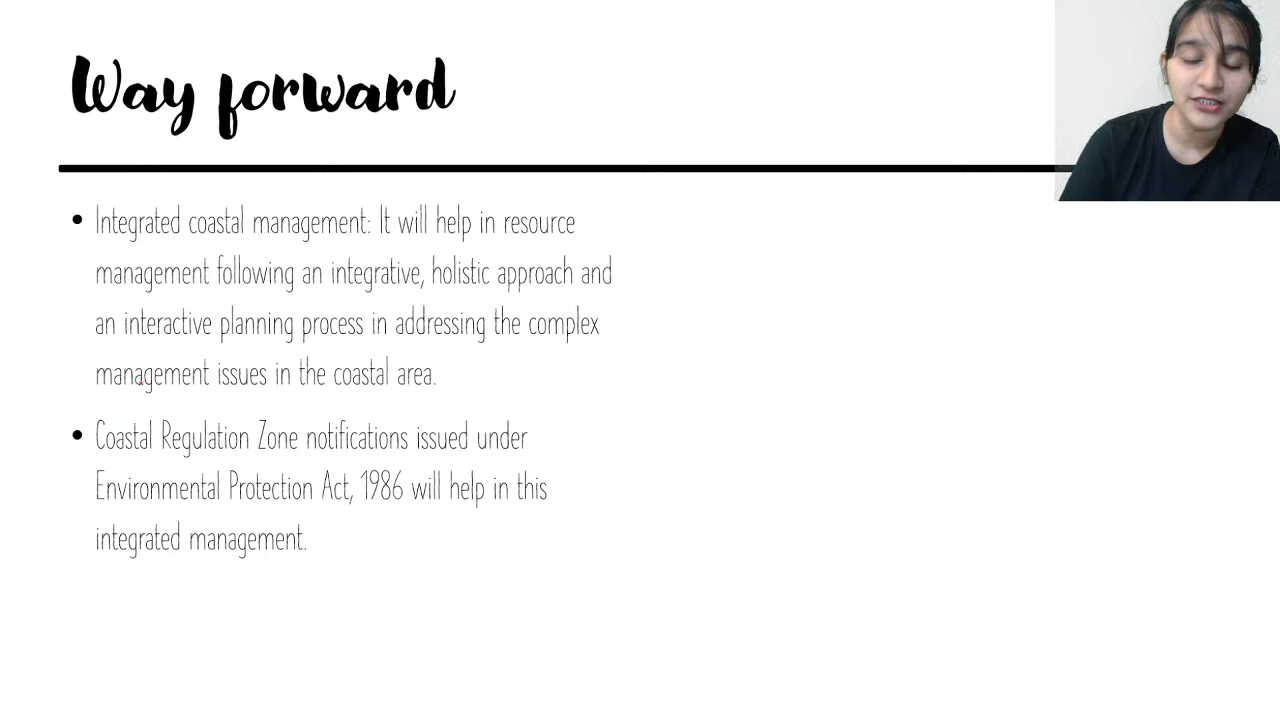 Way forward
• Integrated coastal management: It will help in resource
management following an integrative, holistic approach and
an interactive planning process in addressing the complex
management issues in the coastal area.
• Coastal Regulation Zone notifications issued under
Environmental Protection Act, 1986 will help in this
integrated management.